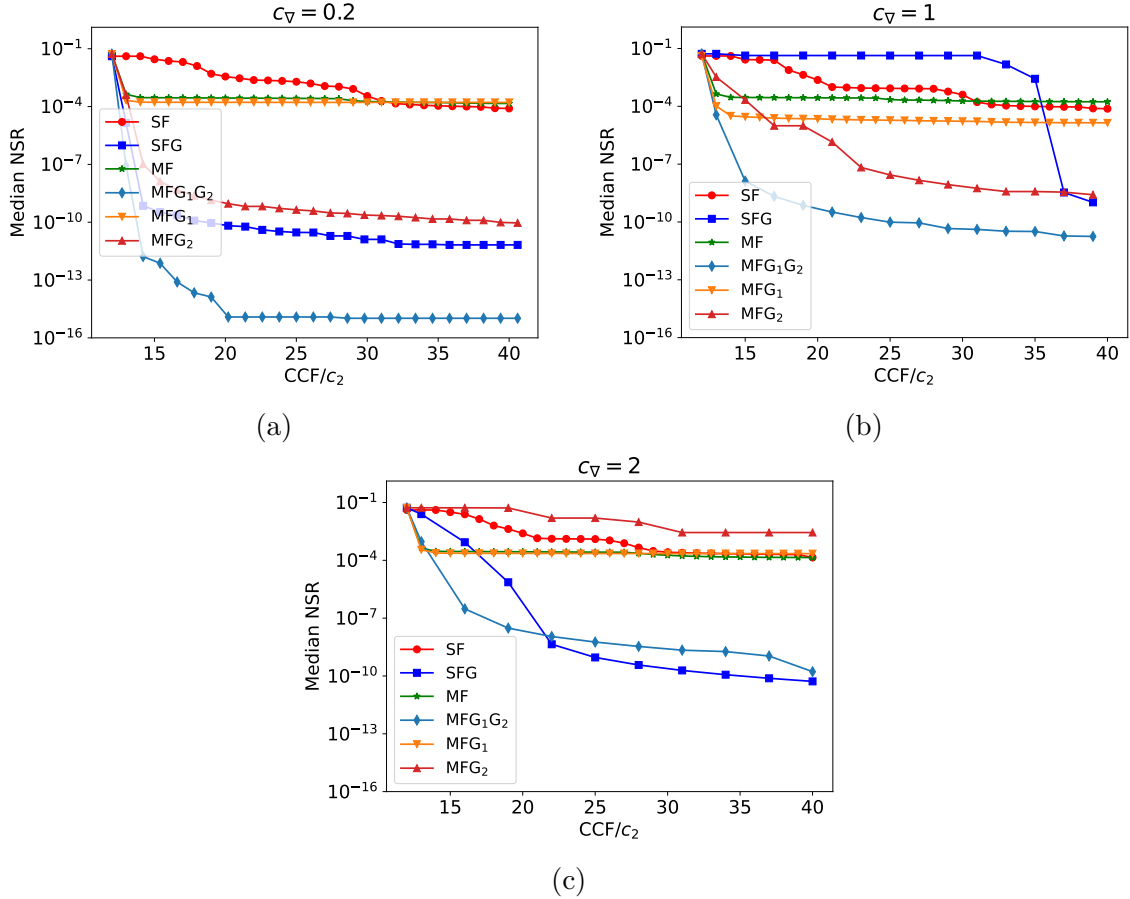 c∇ = 0.2
Median NSR
10⁻¹
10⁻⁴
10⁻⁷
10⁻¹⁰
10⁻¹³
10⁻¹⁶
SF
SFG
MF
MFG₁G₂
MFG₁
MFG₂
15 20 25 30 35 40
CCF/c₂
(a)
c∇ = 1
Median NSR
10⁻¹
10⁻⁴
10⁻⁷
10⁻¹⁰
10⁻¹³
10⁻¹⁶
SF
SFG
MF
MFG₁G₂
MFG₁
MFG₂
15 20 25 30 35 40
CCF/c₂
(b)
c∇ = 2
Median NSR
10⁻¹
10⁻⁴
10⁻⁷
10⁻¹⁰
10⁻¹³
10⁻¹⁶
SF
SFG
MF
MFG₁G₂
MFG₁
MFG₂
15 20 25 30 35 40
CCF/c₂
(c)